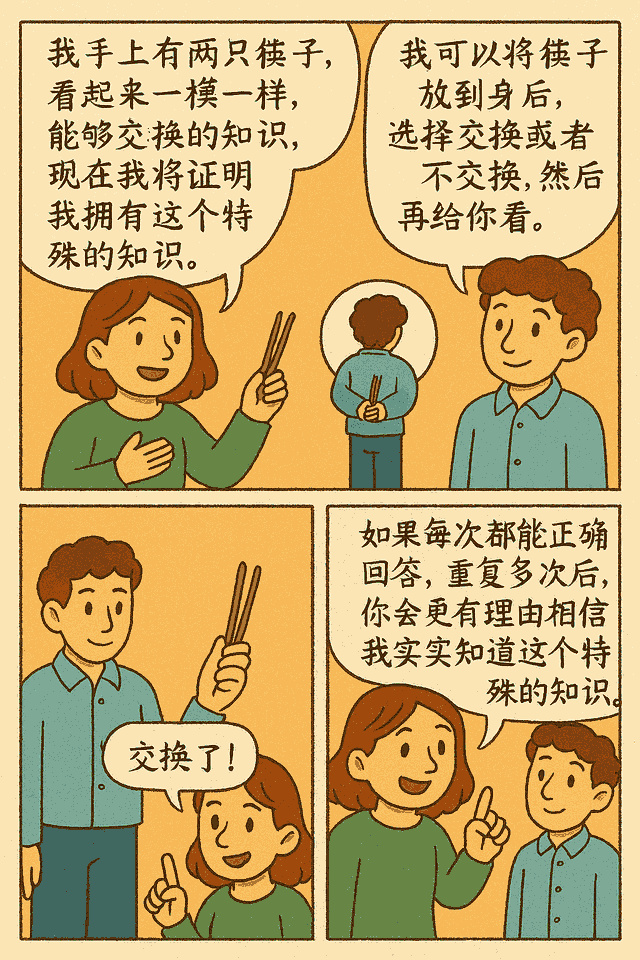 我手上有两只筷子,
看起来一模一样,
能够交换的知识,
现在我将证明
我拥有这个特
殊的知识。
我可以将筷子
放到身后,
选择交换或者
不交换,然后
再给你看。
交换了!
如果每次都能正确
回答,重复多次后,
你会更有理由相信
我实实知道这个特
殊的知识。